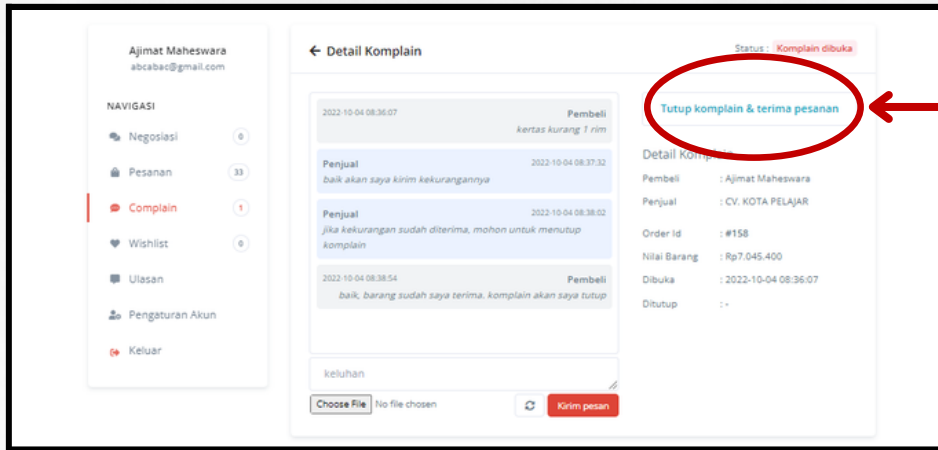 Ajimat Maheswara
abcabac@gmail.com
NAVIGASI
Negosiasi 0
Pesanan 33
Complain 1
Wishlist 0
Ulasan
Pengaturan Akun
Keluar
← Detail Komplain
Status : Komplain dibuka
2022-10-04 08:36:07 Pembeli
kertas kurang 1 rim
Penjual 2022-10-04 08:37:32
baik akan saya kirim kekurangannya
Penjual 2022-10-04 08:38:02
jika kekurangan sudah diterima, mohon untuk menutup
komplain
2022-10-04 08:38:54 Pembeli
baik, barang sudah saya terima. komplain akan saya tutup
keluhan
Choose File No file chosen
Kirim pesan
Tutup komplain & terima pesanan
Detail Komplain
Pembeli : Ajimat Maheswara
Penjual : CV. KOTA PELAJAR
Order Id : #158
Nilai Barang : Rp7.045.400
Dibuka : 2022-10-04 08:36:07
Ditutup : -